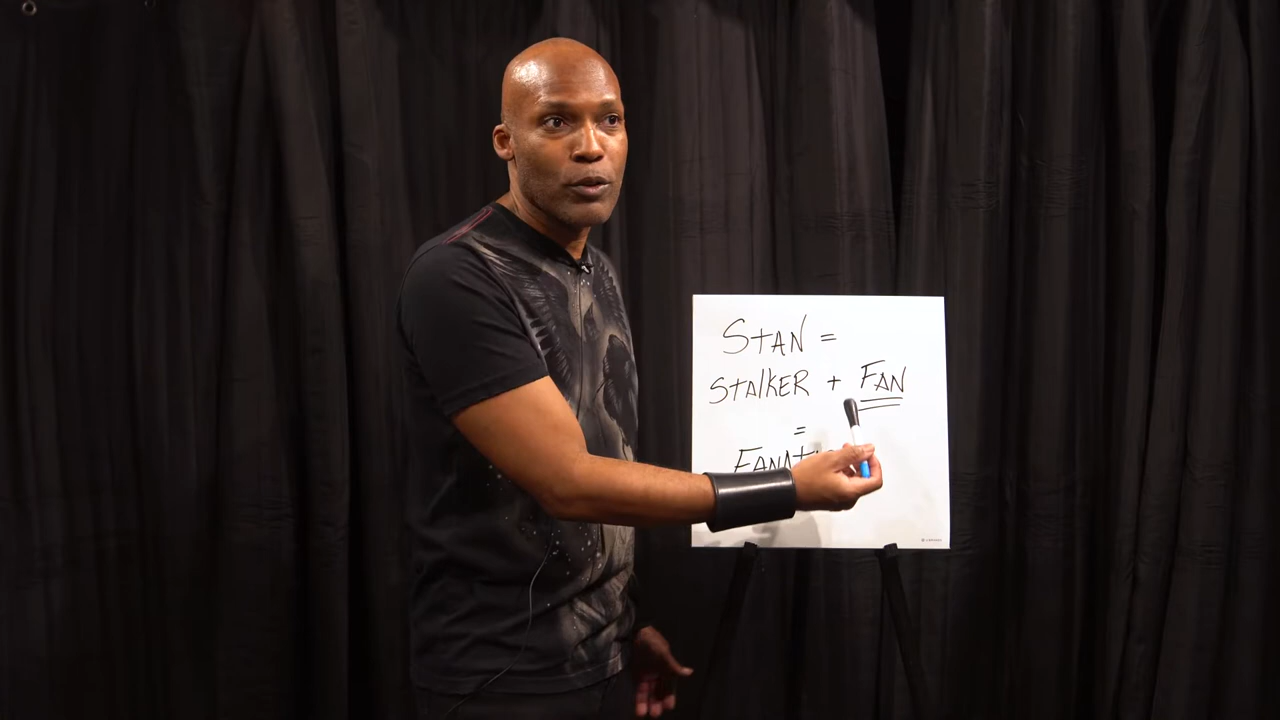 STAN =
STALKER + FAN
=